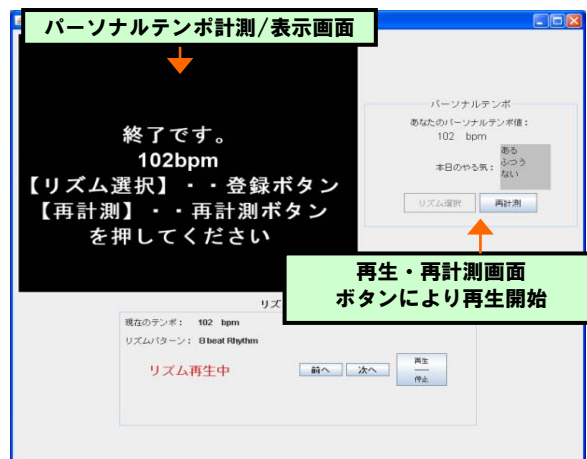 パーソナルテンポ計測/表示画面
終了です。
102bpm
【リズム選択】・・登録ボタン
【再計測】・・再計測ボタン
を押してください
パーソナルテンポ
あなたのパーソナルテンポ値:
102 bpm
本日のやる気:
ある
ふつう
ない
リズム選択 再計測
再生・再計測画面
ボタンにより再生開始
リズ
現在のテンポ: 102 bpm
リズムパターン: 8 beat Rhythm
リズム再生中
前へ 次へ 再生
停止